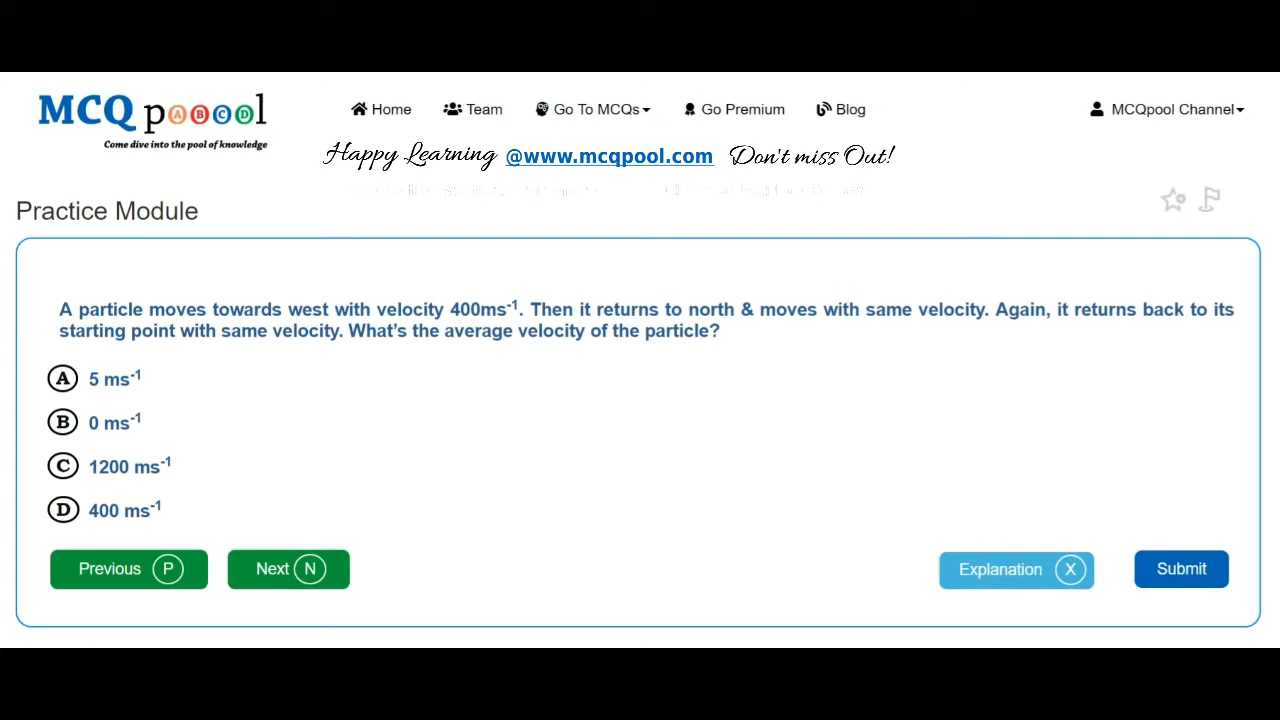 MCQ pABCDl
Come dive into the pool of knowledge
Home Team Go To MCQs Go Premium Blog MCQpool Channel
Happy Learning @www.mcqpool.com Don't miss Out!
Practice Module
A particle moves towards west with velocity 400ms⁻¹. Then it returns to north & moves with same velocity. Again, it returns back to its
starting point with same velocity. What's the average velocity of the particle?
A 5 ms⁻¹
B 0 ms⁻¹
C 1200 ms⁻¹
D 400 ms⁻¹
Previous P Next N Explanation X Submit